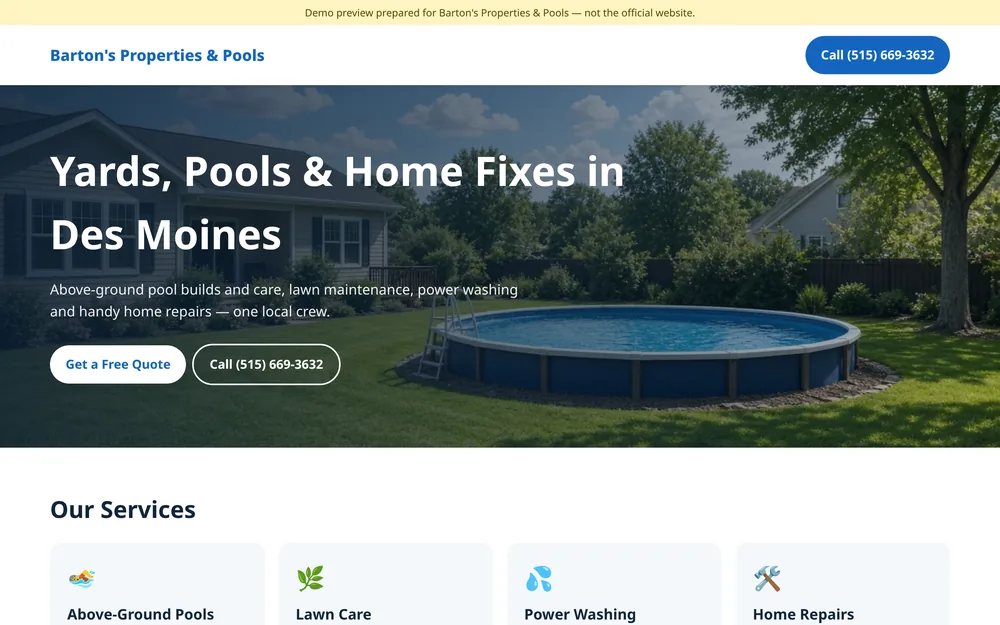 Demo preview prepared for Barton's Properties & Pools — not the official website.
Barton's Properties & Pools
Call (515) 669-3632
Yards, Pools & Home Fixes in
Des Moines
Above-ground pool builds and care, lawn maintenance, power washing
and handy home repairs — one local crew.
Get a Free Quote
Call (515) 669-3632
Our Services
Above-Ground Pools
Lawn Care
Power Washing
Home Repairs